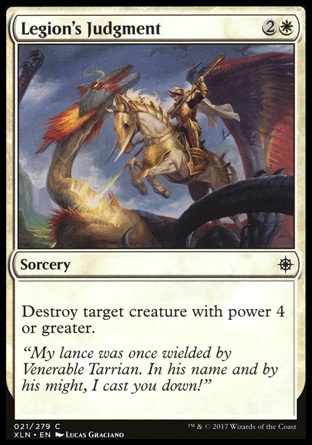 Legion's Judgment 2
Sorcery
Destroy target creature with power 4
or greater.
"My lance was once wielded by
Venerable Tarrian. In his name and by
his might, I cast you down!"
021/279 C
XLN • EN LUCAS GRACIANO
™ & © 2017 Wizards of the Coast